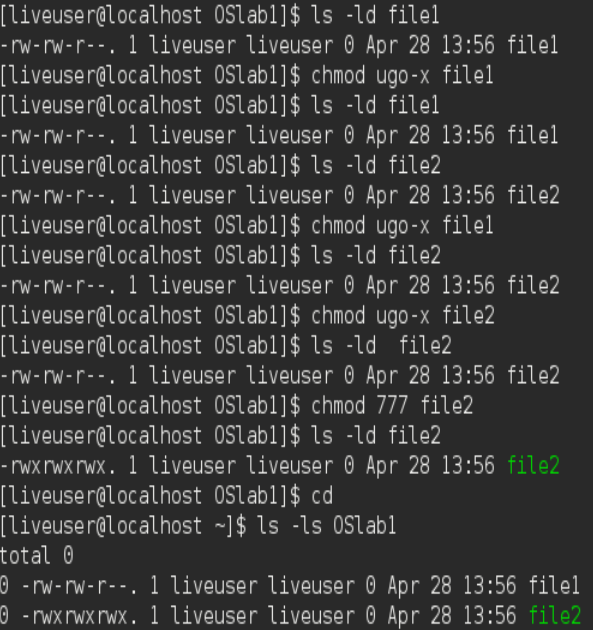 [liveuser@localhost OSlab1]$ ls -ld file1
-rw-rw-r--. 1 liveuser liveuser 0 Apr 28 13:56 file1
[liveuser@localhost OSlab1]$ chmod ugo-x file1
[liveuser@localhost OSlab1]$ ls -ld file1
-rw-rw-r--. 1 liveuser liveuser 0 Apr 28 13:56 file1
[liveuser@localhost OSlab1]$ ls -ld file2
-rw-rw-r--. 1 liveuser liveuser 0 Apr 28 13:56 file2
[liveuser@localhost OSlab1]$ chmod ugo-x file1
[liveuser@localhost OSlab1]$ ls -ld file2
-rw-rw-r--. 1 liveuser liveuser 0 Apr 28 13:56 file2
[liveuser@localhost OSlab1]$ chmod ugo-x file2
[liveuser@localhost OSlab1]$ ls -ld  file2
-rw-rw-r--. 1 liveuser liveuser 0 Apr 28 13:56 file2
[liveuser@localhost OSlab1]$ chmod 777 file2
[liveuser@localhost OSlab1]$ ls -ld file2
-rwxrwxrwx. 1 liveuser liveuser 0 Apr 28 13:56 file2
[liveuser@localhost OSlab1]$ cd
[liveuser@localhost ~]$ ls -ls OSlab1
total 0
0 -rw-rw-r--. 1 liveuser liveuser 0 Apr 28 13:56 file1
0 -rwxrwxrwx. 1 liveuser liveuser 0 Apr 28 13:56 file2